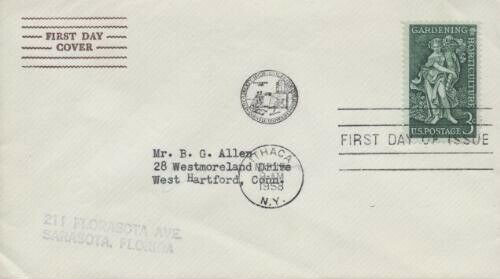 FIRST DAY
COVER
GARDENING
HORTICULTURE
U.S. POSTAGE 3¢
FIRST DAY OF ISSUE
ITHACA
AM
1958
N.Y.
Mr. B. G. Allen
28 Westmoreland Drive
West Hartford, Conn.
211 FLORASOTA AVE.
SARASOTA, FLORIDA